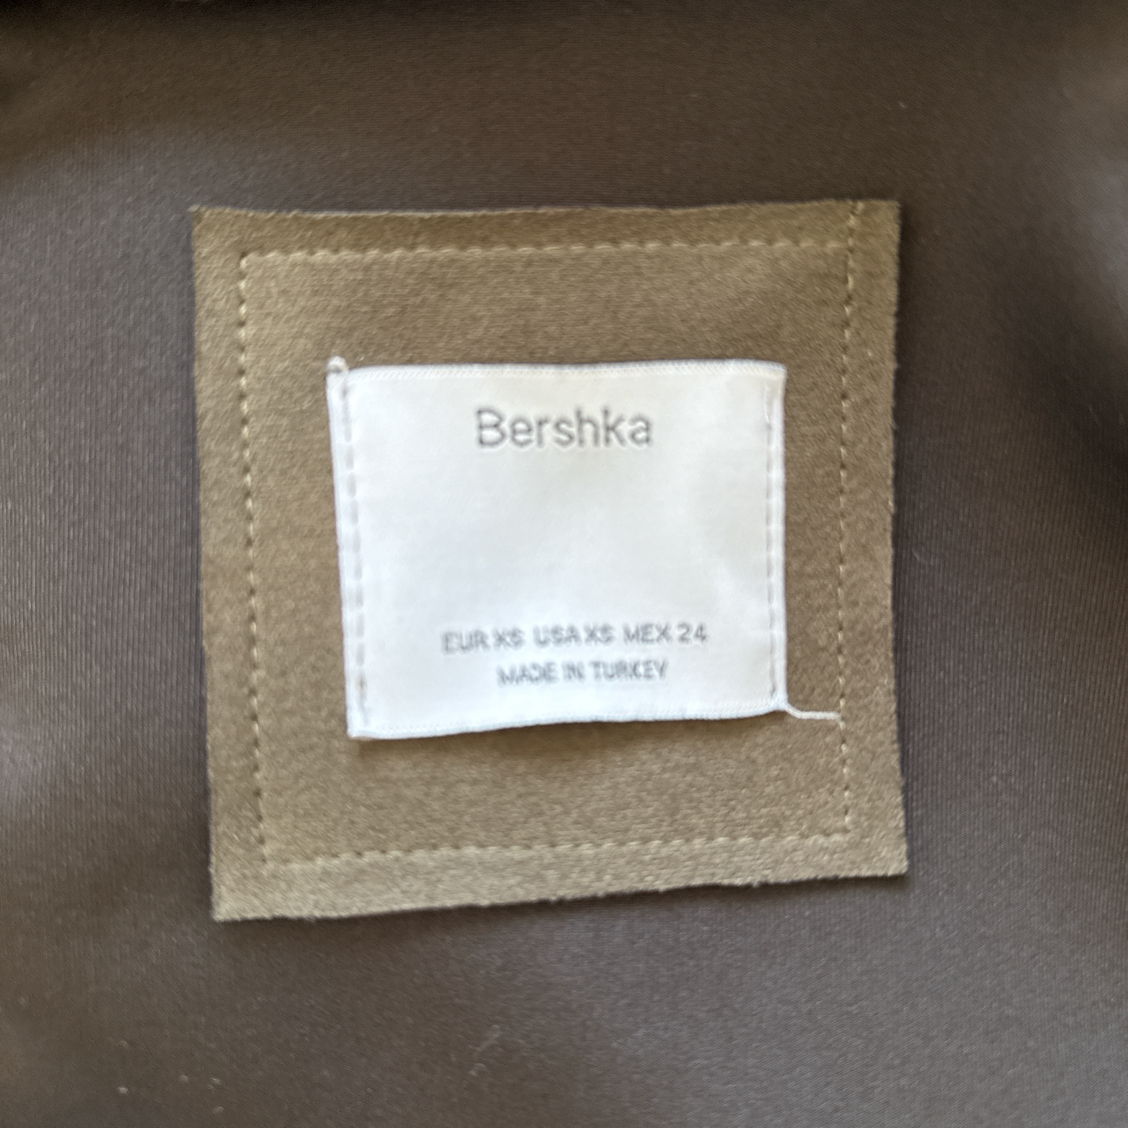 Bershka
EUR XS USA XS MEX 24
MADE IN TURKEY